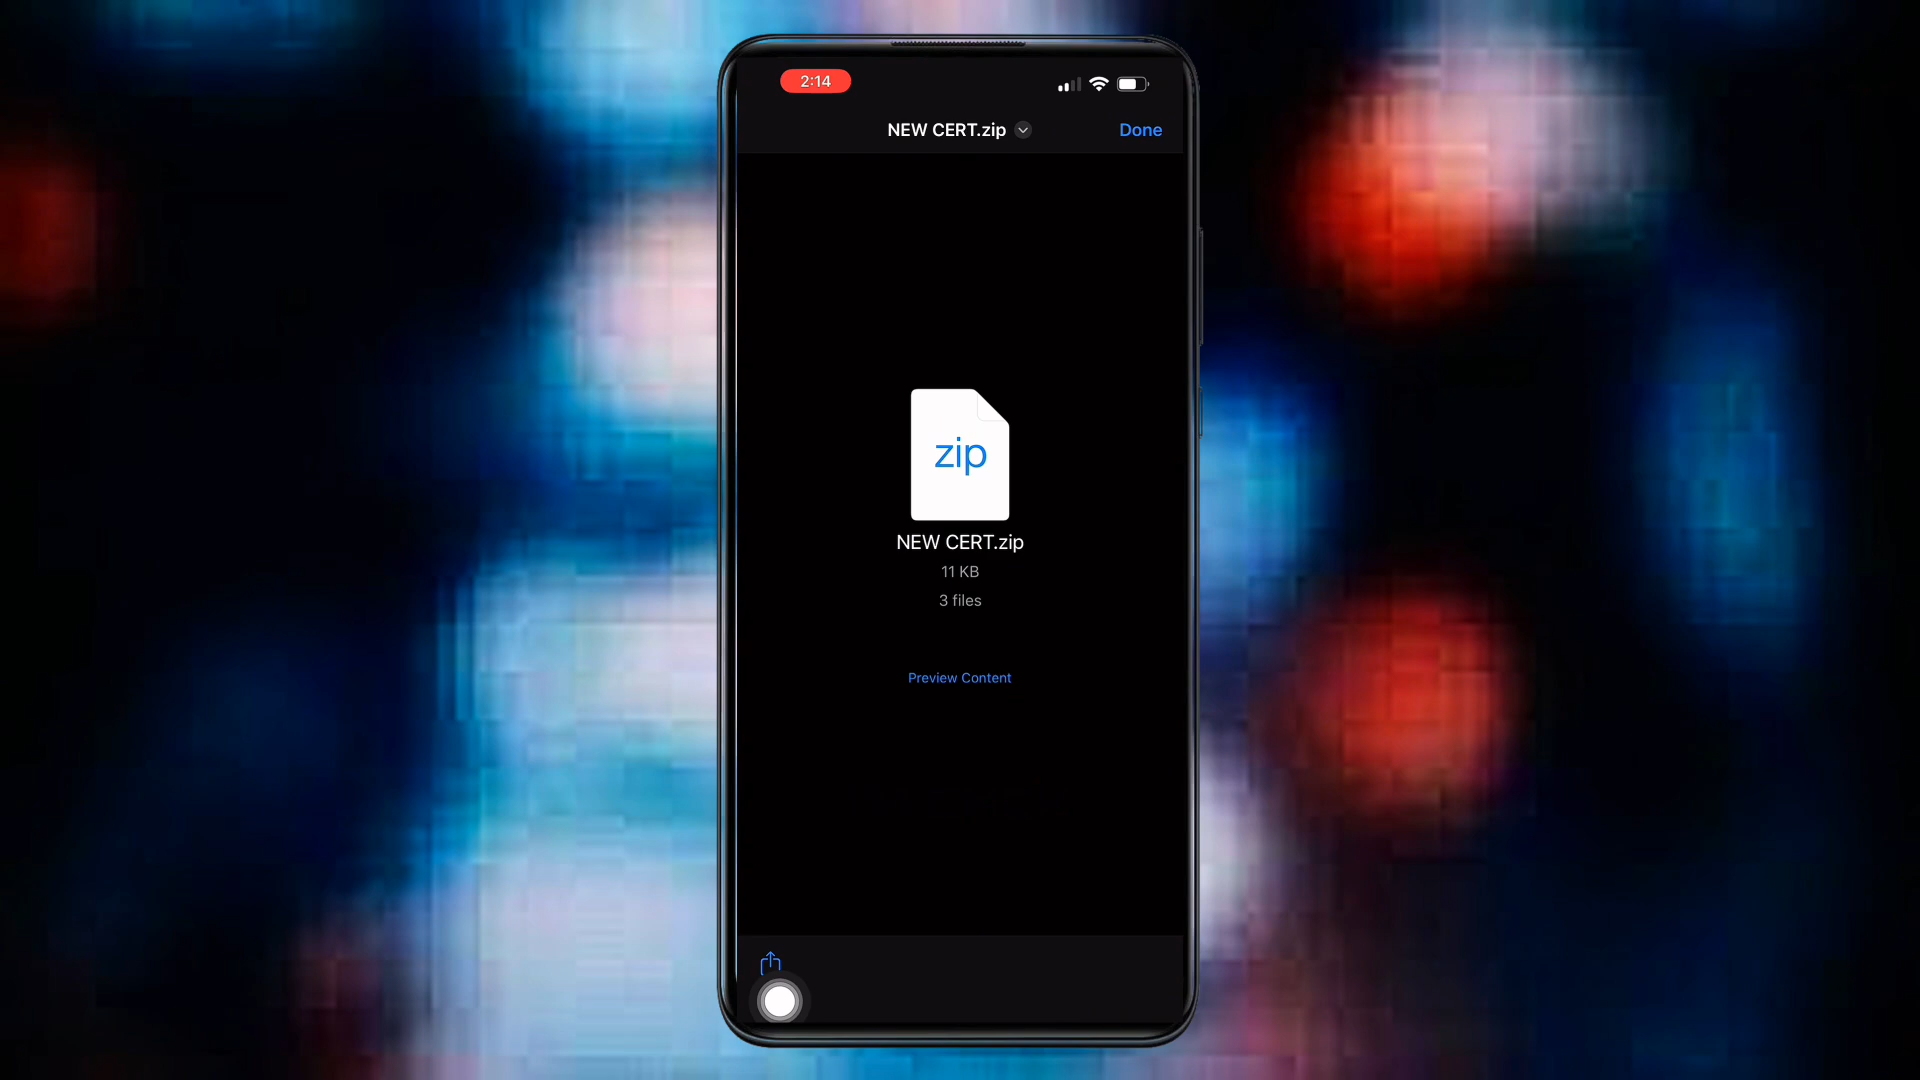 2:14
NEW CERT.zip
Done
zip
NEW CERT.zip
11 KB
3 files
Preview Content